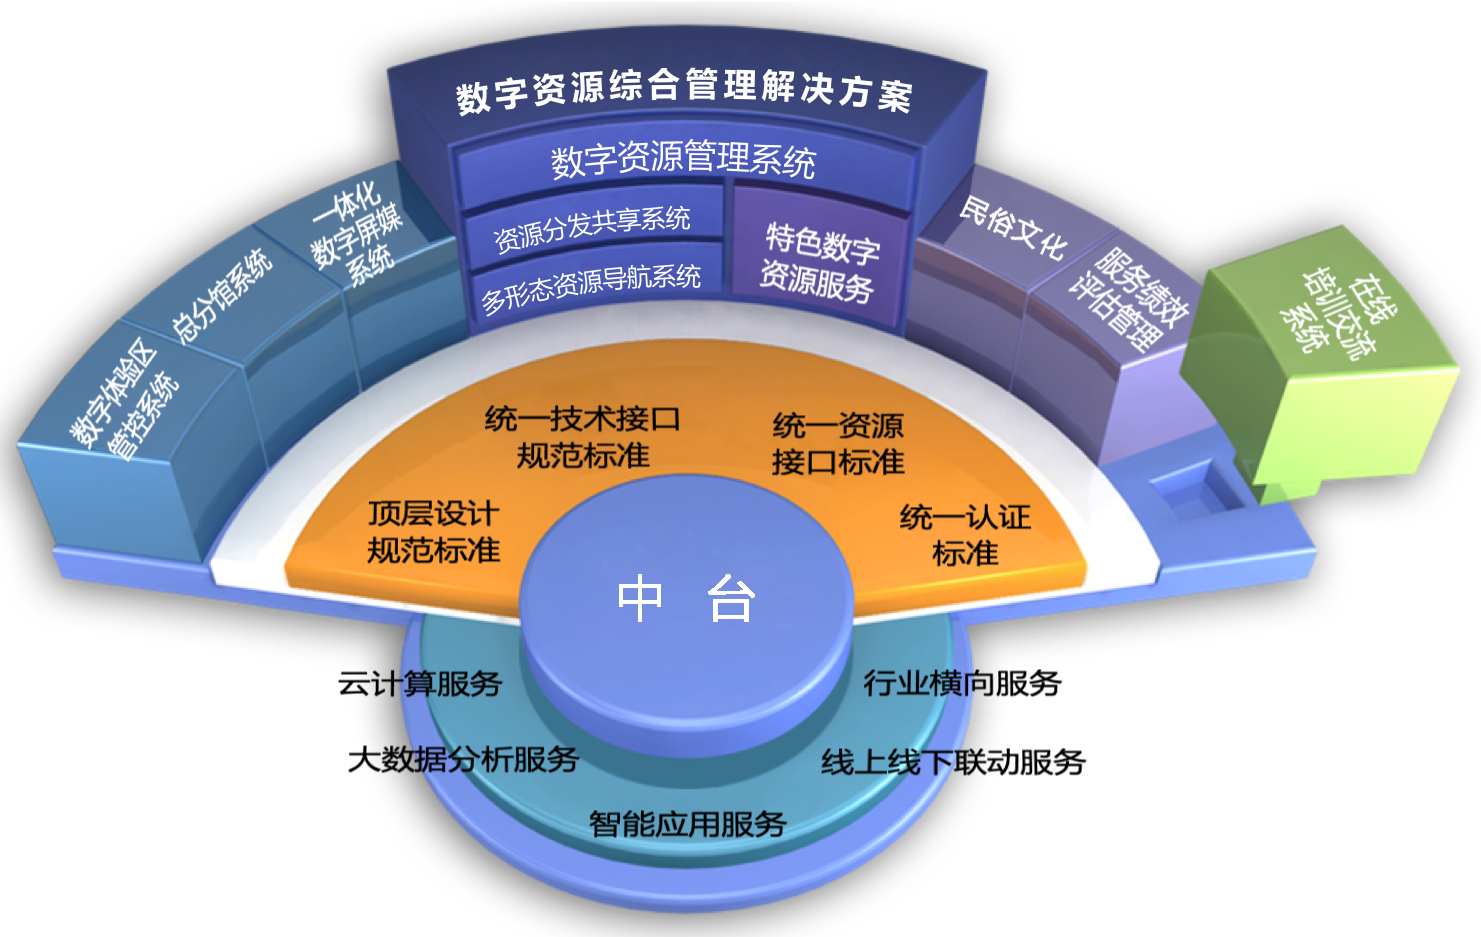 数字资源综合管理解决方案
数字资源管理系统
资源分发共享系统
多形态资源导航系统
特色数字
资源服务
一体化
数字屏媒
系统
总分馆系统
数字体验区
管控系统
民俗文化
服务绩效
评估管理
在线
培训交流
系统
统一技术接口
规范标准
统一资源
接口标准
顶层设计
规范标准
统一认证
标准
中 台
云计算服务
行业横向服务
大数据分析服务
线上线下联动服务
智能应用服务